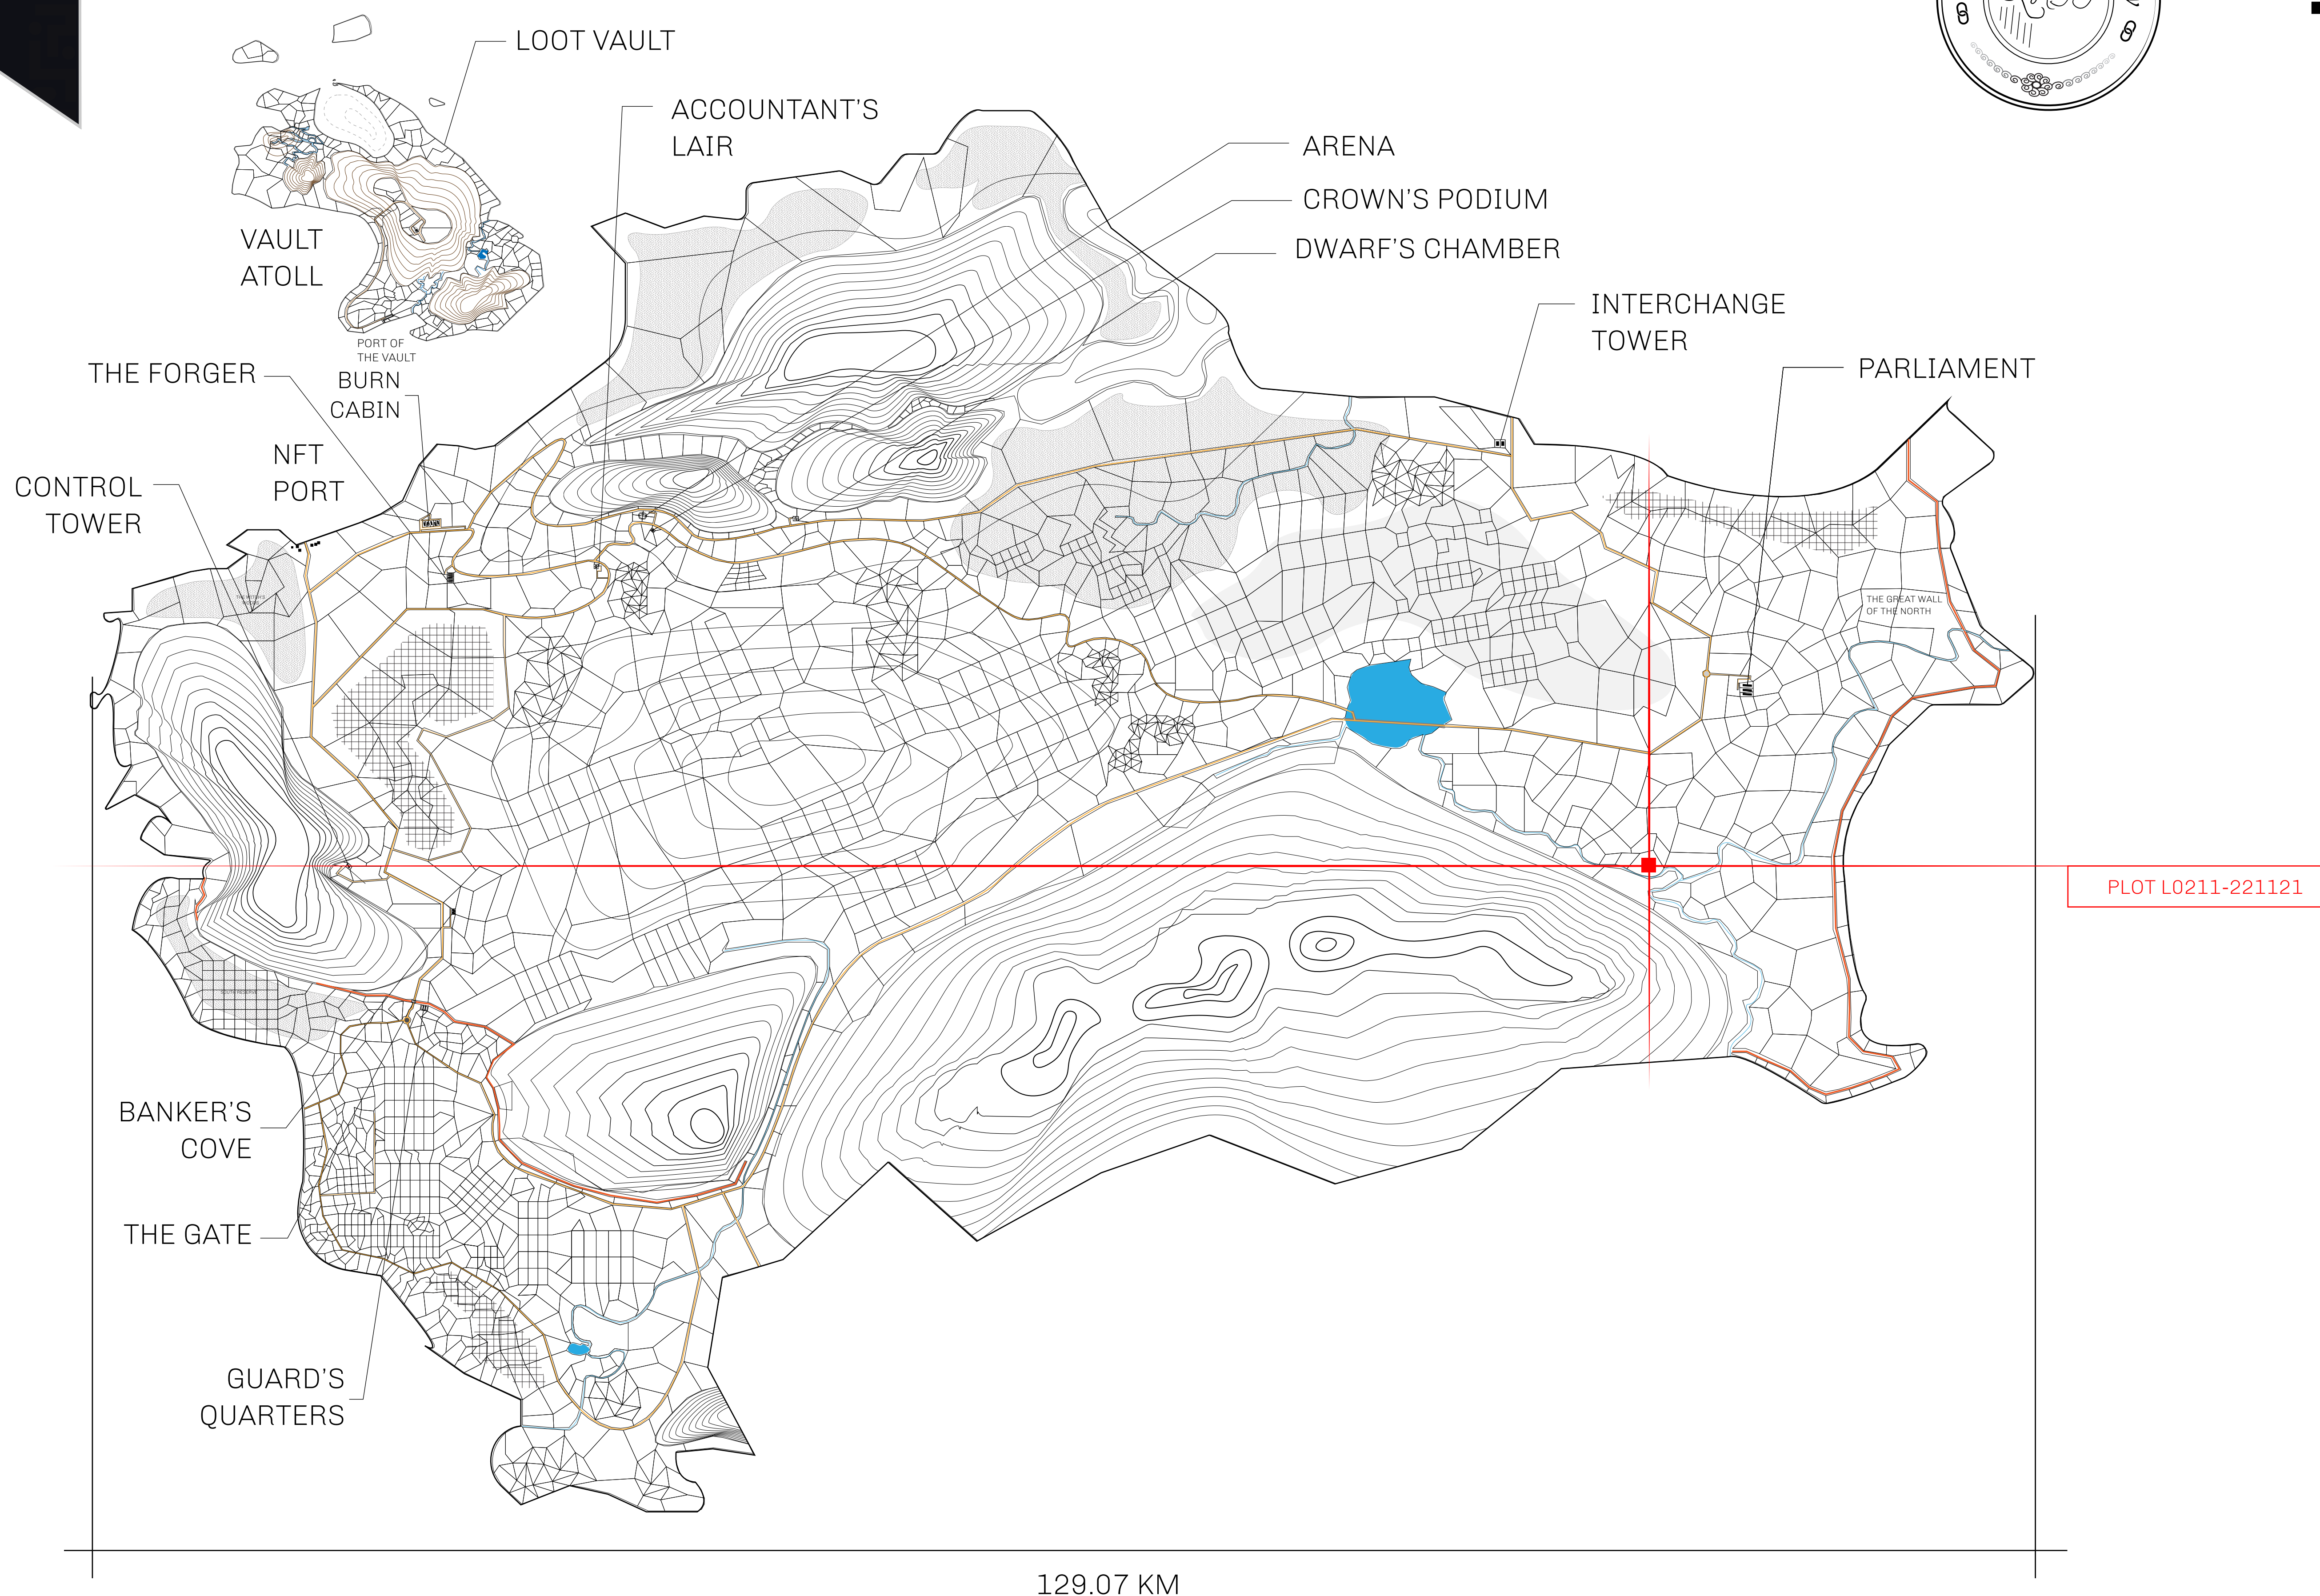 LOOT VAULT
ACCOUNTANT'S
LAIR
ARENA
CROWN'S PODIUM
DWARF'S CHAMBER
VAULT
ATOLL
INTERCHANGE
TOWER
PORT OF
THE VAULT
PARLIAMENT
THE FORGER
BURN
CABIN
NFT
PORT
CONTROL
TOWER
THE GREAT WALL
OF THE NORTH
PLOT L0211-221121
SOUTH RESERVE
BANKER'S
COVE
THE GATE
GUARD'S
QUARTERS
129.07 KM